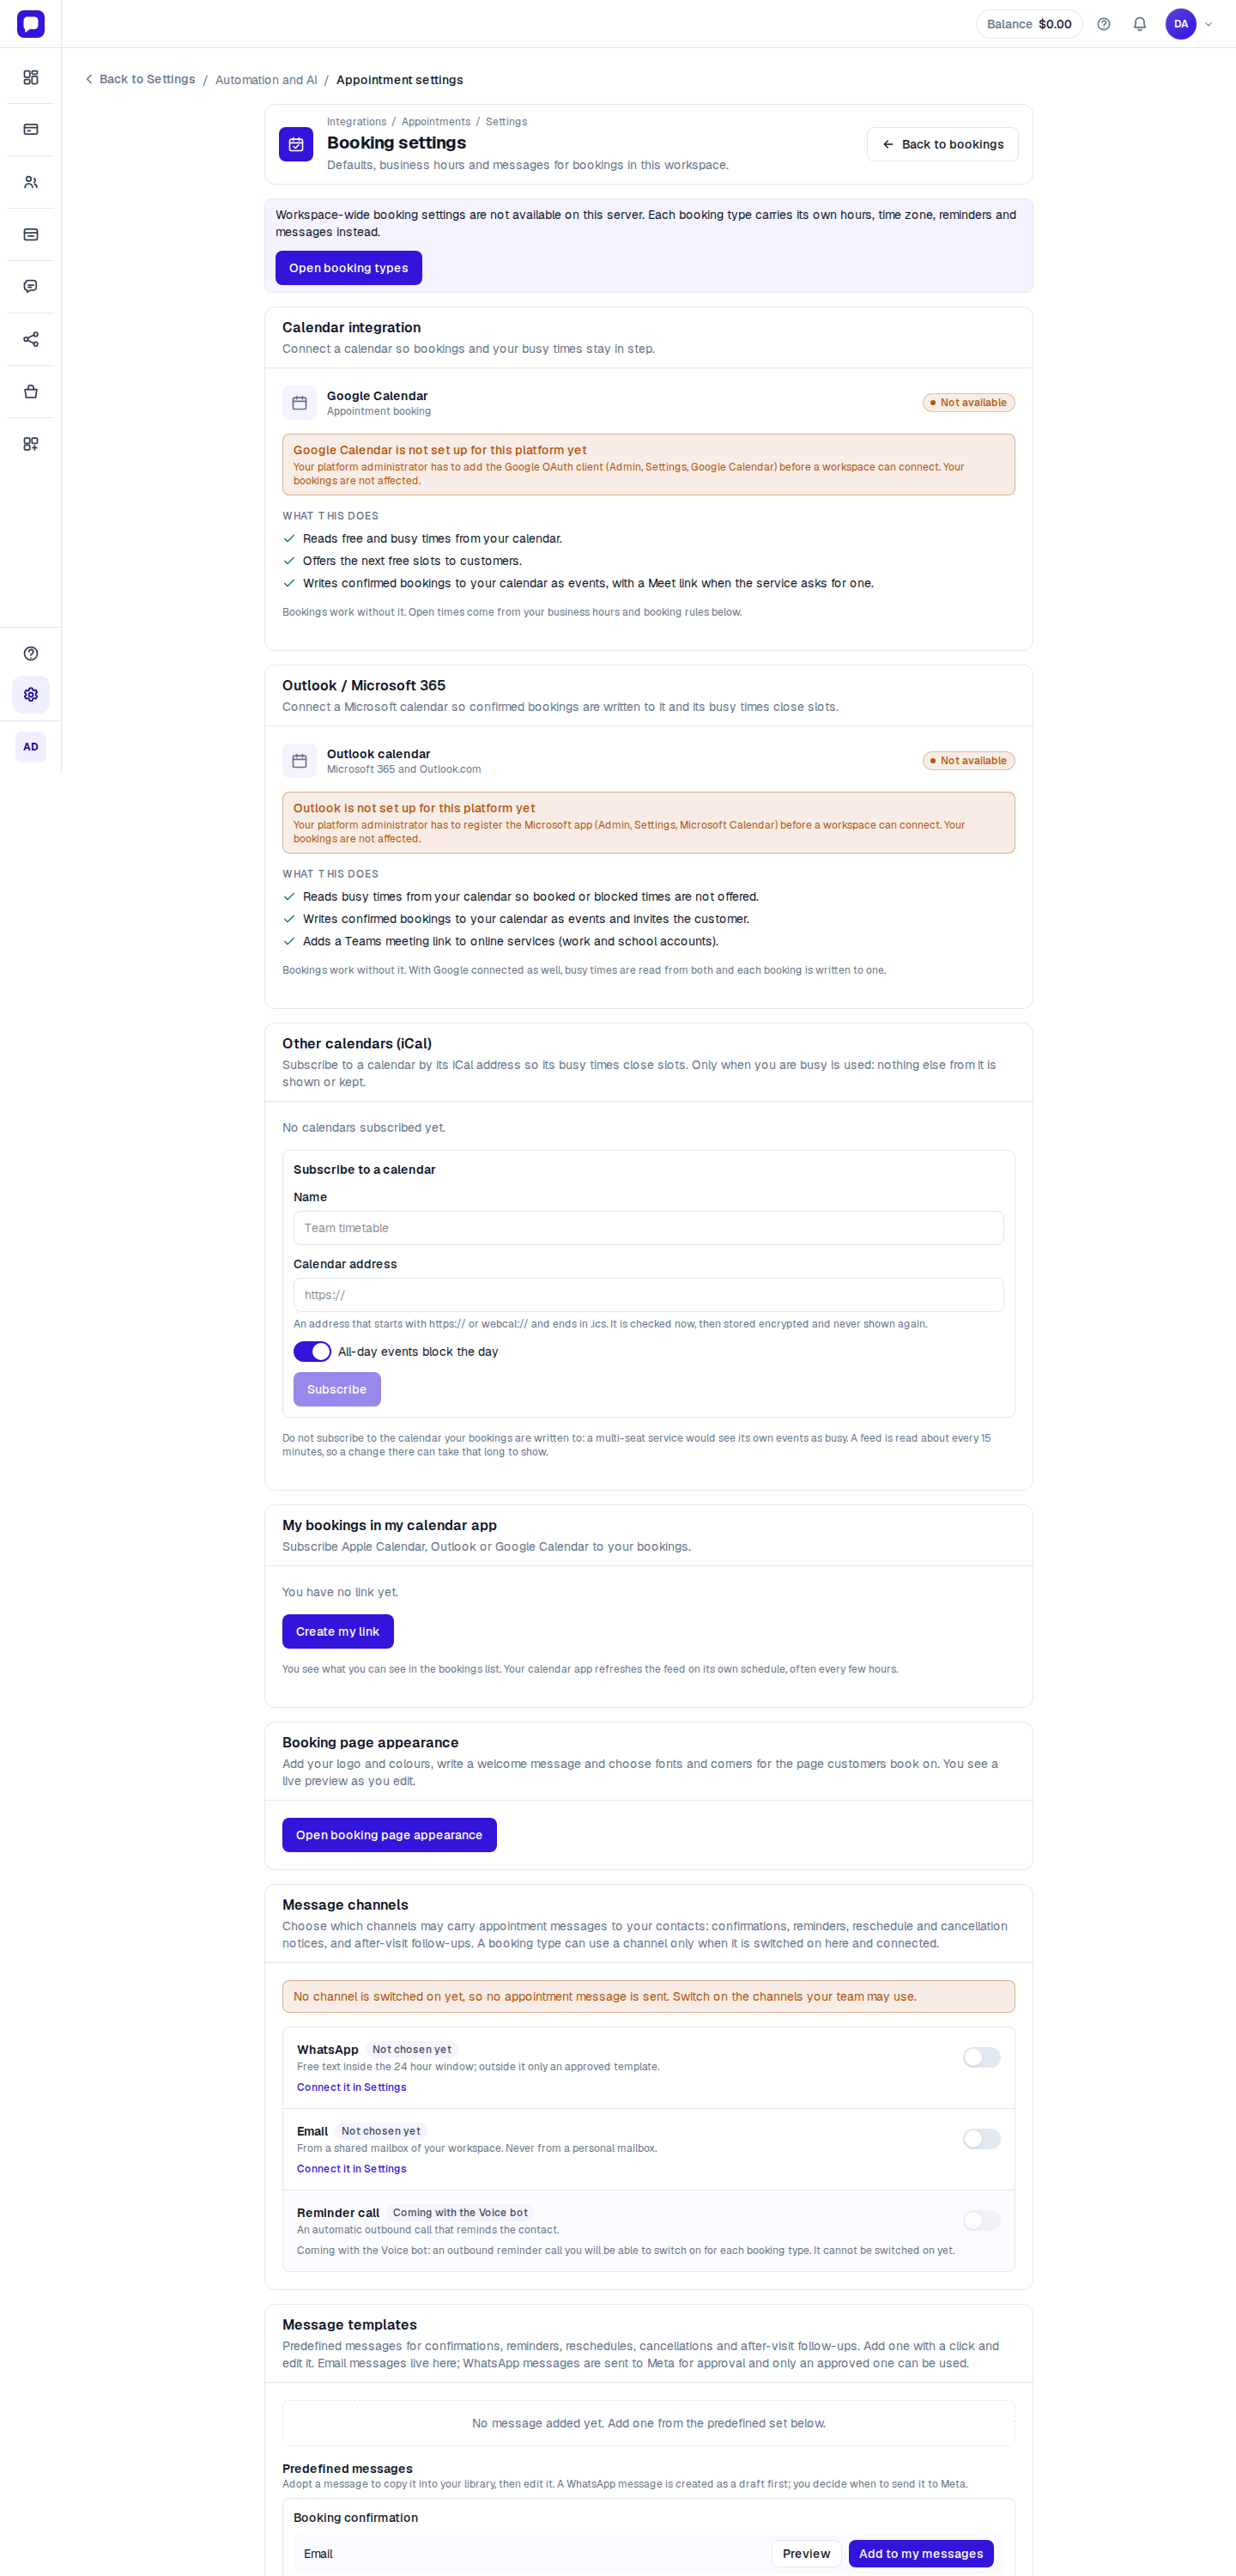 Balance $0.00
DA
Back to Settings / Automation and AI / Appointment settings
Integrations / Appointments / Settings
Booking settings
Defaults, business hours and messages for bookings in this workspace.
Back to bookings
Workspace-wide booking settings are not available on this server. Each booking type carries its own hours, time zone, reminders and
messages instead.
Open booking types
Calendar integration
Connect a calendar so bookings and your busy times stay in step.
Google Calendar
Appointment booking
Not available
Google Calendar is not set up for this platform yet
Your platform administrator has to add the Google OAuth client (Admin, Settings, Google Calendar) before a workspace can connect. Your
bookings are not affected.
WHAT THIS DOES
Reads free and busy times from your calendar.
Offers the next free slots to customers.
Writes confirmed bookings to your calendar as events, with a Meet link when the service asks for one.
Bookings work without it. Open times come from your business hours and booking rules below.
Outlook / Microsoft 365
Connect a Microsoft calendar so confirmed bookings are written to it and its busy times close slots.
AD
Outlook calendar
Microsoft 365 and Outlook.com
Not available
Outlook is not set up for this platform yet
Your platform administrator has to register the Microsoft app (Admin, Settings, Microsoft Calendar) before a workspace can connect. Your
bookings are not affected.
WHAT THIS DOES
Reads busy times from your calendar so booked or blocked times are not offered.
Writes confirmed bookings to your calendar as events and invites the customer.
Adds a Teams meeting link to online services (work and school accounts).
Bookings work without it. With Google connected as well, busy times are read from both and each booking is written to one.
Other calendars (iCal)
Subscribe to a calendar by its iCal address so its busy times close slots. Only when you are busy is used: nothing else from it is
shown or kept.
No calendars subscribed yet.
Subscribe to a calendar
Name
Team timetable
Calendar address
https://
An address that starts with https:// or webcal:// and ends in .ics. It is checked now, then stored encrypted and never shown again.
All-day events block the day
Subscribe
Do not subscribe to the calendar your bookings are written to: a multi-seat service would see its own events as busy. A feed is read about every 15
minutes, so a change there can take that long to show.
My bookings in my calendar app
Subscribe Apple Calendar, Outlook or Google Calendar to your bookings.
You have no link yet.
Create my link
You see what you can see in the bookings list. Your calendar app refreshes the feed on its own schedule, often every few hours.
Booking page appearance
Add your logo and colours, write a welcome message and choose fonts and corners for the page customers book on. You see a
live preview as you edit.
Open booking page appearance
Message channels
Choose which channels may carry appointment messages to your contacts: confirmations, reminders, reschedule and cancellation
notices, and after-visit follow-ups. A booking type can use a channel only when it is switched on here and connected.
No channel is switched on yet, so no appointment message is sent. Switch on the channels your team may use.
WhatsApp Not chosen yet
Free text inside the 24 hour window; outside it only an approved template.
Connect it in Settings
Email Not chosen yet
From a shared mailbox of your workspace. Never from a personal mailbox.
Connect it in Settings
Reminder call Coming with the Voice bot
An automatic outbound call that reminds the contact.
Coming with the Voice bot: an outbound reminder call you will be able to switch on for each booking type. It cannot be switched on yet.
Message templates
Predefined messages for confirmations, reminders, reschedules, cancellations and after-visit follow-ups. Add one with a click and
edit it. Email messages live here; WhatsApp messages are sent to Meta for approval and only an approved one can be used.
No message added yet. Add one from the predefined set below.
Predefined messages
Adopt a message to copy it into your library, then edit it. A WhatsApp message is created as a draft first; you decide when to send it to Meta.
Booking confirmation
Email
Preview
Add to my messages